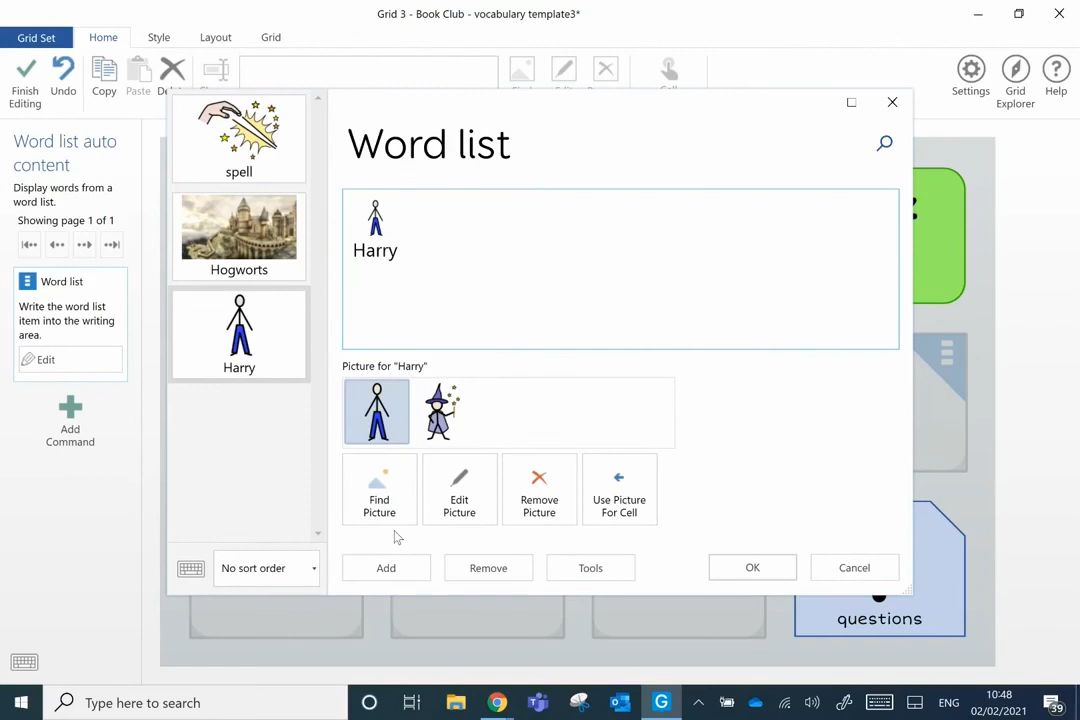 Grid 3 - Book Club - vocabulary template3*
Grid Set
Home
Style
Layout
Grid
Finish
Editing
Undo
Copy
Paste
Settings
Grid
Explorer
Help
Word list auto
content
Display words from a
word list.
Showing page 1 of 1
Word list
Write the word list
item into the writing
area.
Edit
Add
Command
spell
Hogworts
Harry
No sort order
Word list
Harry
Picture for "Harry"
Find
Picture
Edit
Picture
Remove
Picture
Use Picture
For Cell
Add
Remove
Tools
OK
Cancel
questions
Type here to search
G
ENG
10:48
02/02/2021
39